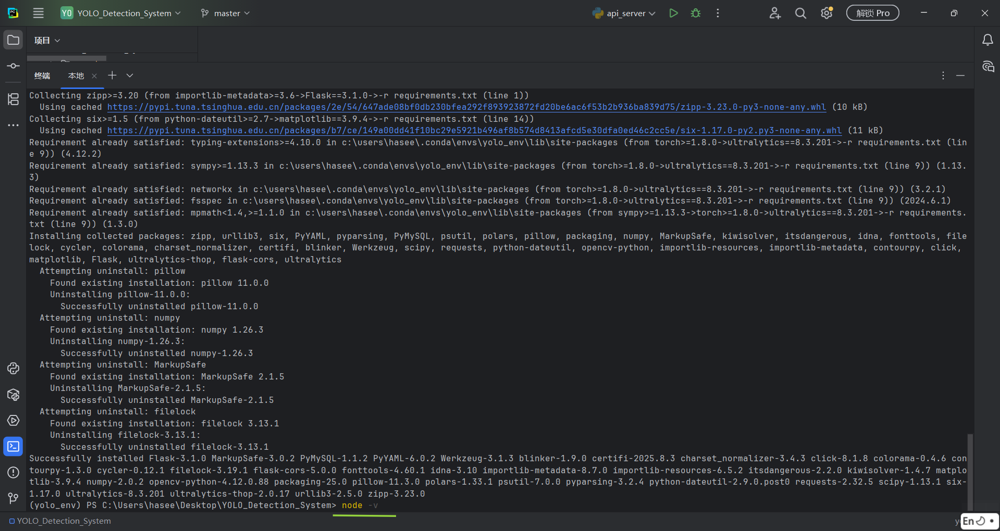 YO YOLO_Detection_System master api_server 解锁 Pro
项目
终端 本地
Collecting zipp>=3.20 (from importlib-metadata>=3.6->Flask==3.1.0->-r requirements.txt (line 1))
Using cached https://pypi.tuna.tsinghua.edu.cn/packages/2e/54/647ade08bf0db230bfea292f893923872fd20be6ac6f53b2b936ba839d75/zipp-3.23.0-py3-none-any.whl (10 kB)
Collecting six>=1.5 (from python-dateutil>=2.7->matplotlib==3.9.4->-r requirements.txt (line 14))
Using cached https://pypi.tuna.tsinghua.edu.cn/packages/b7/ce/149a00dd41f10bc29e5921b496af8b574d8413afcd5e30dfa0ed46c2cc5e/six-1.17.0-py2.py3-none-any.whl (11 kB)
Requirement already satisfied: typing-extensions>=4.10.0 in c:\users\hasee\.conda\envs\yolo_env\lib\site-packages (from torch>=1.8.0->ultralytics==8.3.201->-r requirements.txt (lin
e 9)) (4.12.2)
Requirement already satisfied: sympy>=1.13.3 in c:\users\hasee\.conda\envs\yolo_env\lib\site-packages (from torch>=1.8.0->ultralytics==8.3.201->-r requirements.txt (line 9)) (1.13.
3)
Requirement already satisfied: networkx in c:\users\hasee\.conda\envs\yolo_env\lib\site-packages (from torch>=1.8.0->ultralytics==8.3.201->-r requirements.txt (line 9)) (3.2.1)
Requirement already satisfied: fsspec in c:\users\hasee\.conda\envs\yolo_env\lib\site-packages (from torch>=1.8.0->ultralytics==8.3.201->-r requirements.txt (line 9)) (2024.6.1)
Requirement already satisfied: mpmath<1.4,>=1.1.0 in c:\users\hasee\.conda\envs\yolo_env\lib\site-packages (from sympy>=1.13.3->torch>=1.8.0->ultralytics==8.3.201->-r requirements.
txt (line 9)) (1.3.0)
Installing collected packages: zipp, urllib3, six, PyYAML, pyparsing, PyMySQL, psutil, polars, pillow, packaging, numpy, MarkupSafe, kiwisolver, itsdangerous, idna, fonttools, file
lock, cycler, colorama, charset_normalizer, certifi, blinker, Werkzeug, scipy, requests, python-dateutil, opencv-python, importlib-resources, importlib-metadata, contourpy, click,
matplotlib, Flask, ultralytics-thop, flask-cors, ultralytics
Attempting uninstall: pillow
Found existing installation: pillow 11.0.0
Uninstalling pillow-11.0.0:
Successfully uninstalled pillow-11.0.0
Attempting uninstall: numpy
Found existing installation: numpy 1.26.3
Uninstalling numpy-1.26.3:
Successfully uninstalled numpy-1.26.3
Attempting uninstall: MarkupSafe
Found existing installation: MarkupSafe 2.1.5
Uninstalling MarkupSafe-2.1.5:
Successfully uninstalled MarkupSafe-2.1.5
Attempting uninstall: filelock
Found existing installation: filelock 3.13.1
Uninstalling filelock-3.13.1:
Successfully uninstalled filelock-3.13.1
Successfully installed Flask-3.1.0 MarkupSafe-3.0.2 PyMySQL-1.1.2 PyYAML-6.0.2 Werkzeug-3.1.3 blinker-1.9.0 certifi-2025.8.3 charset_normalizer-3.4.3 click-8.1.8 colorama-0.4.6 con
tourpy-1.3.0 cycler-0.12.1 filelock-3.19.1 flask-cors-5.0.0 fonttools-4.60.1 idna-3.10 importlib-metadata-8.7.0 importlib-resources-6.5.2 itsdangerous-2.2.0 kiwisolver-1.4.7 matplo
tlib-3.9.4 numpy-2.0.2 opencv-python-4.12.0.88 packaging-25.0 pillow-11.3.0 polars-1.33.1 psutil-7.0.0 pyparsing-3.2.4 python-dateutil-2.9.0.post0 requests-2.32.5 scipy-1.13.1 six-
1.17.0 ultralytics-8.3.201 ultralytics-thop-2.0.17 urllib3-2.5.0 zipp-3.23.0
(yolo_env) PS C:\Users\hasee\Desktop\YOLO_Detection_System> node -v
YOLO_Detection_System En